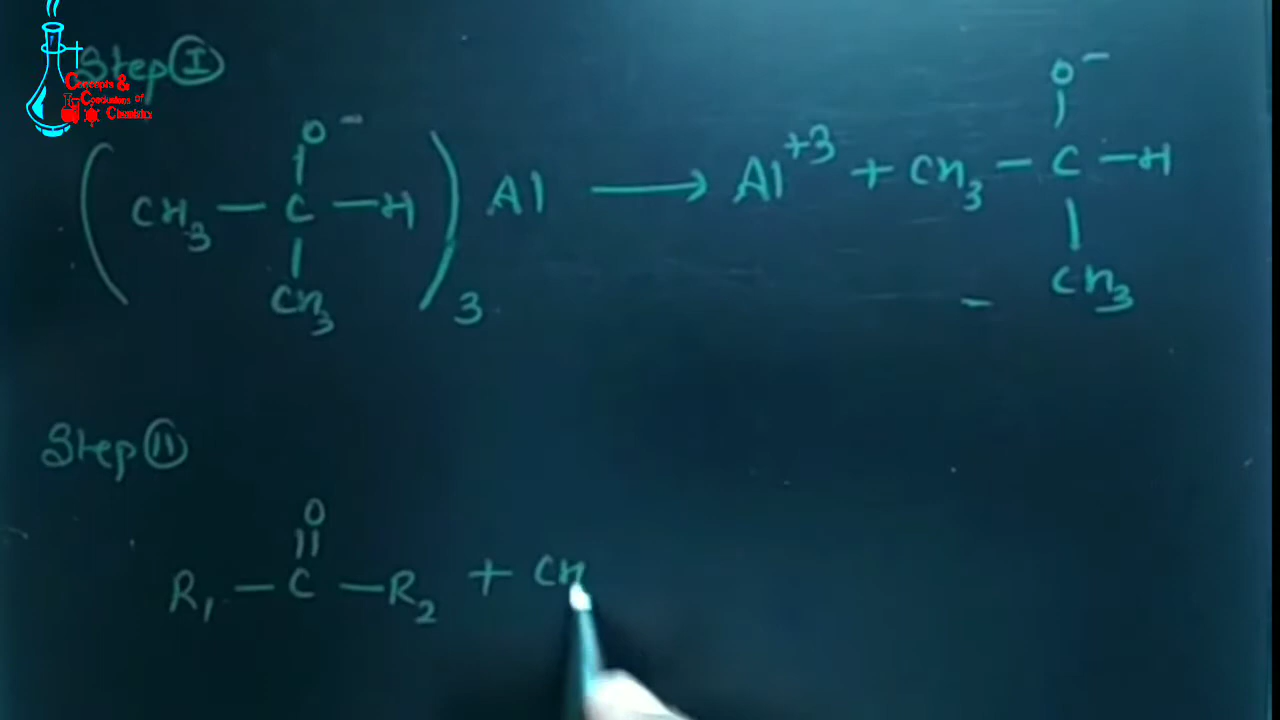 Step I
Concepts &
Conclusions of
Chemistry
O⁻ O⁻
( CH₃ — C — H )₃ Al ⟶ Al⁺³ + CH₃ — C — H
CH₃ CH₃
Step II
O
R₁ — C — R₂ + CH